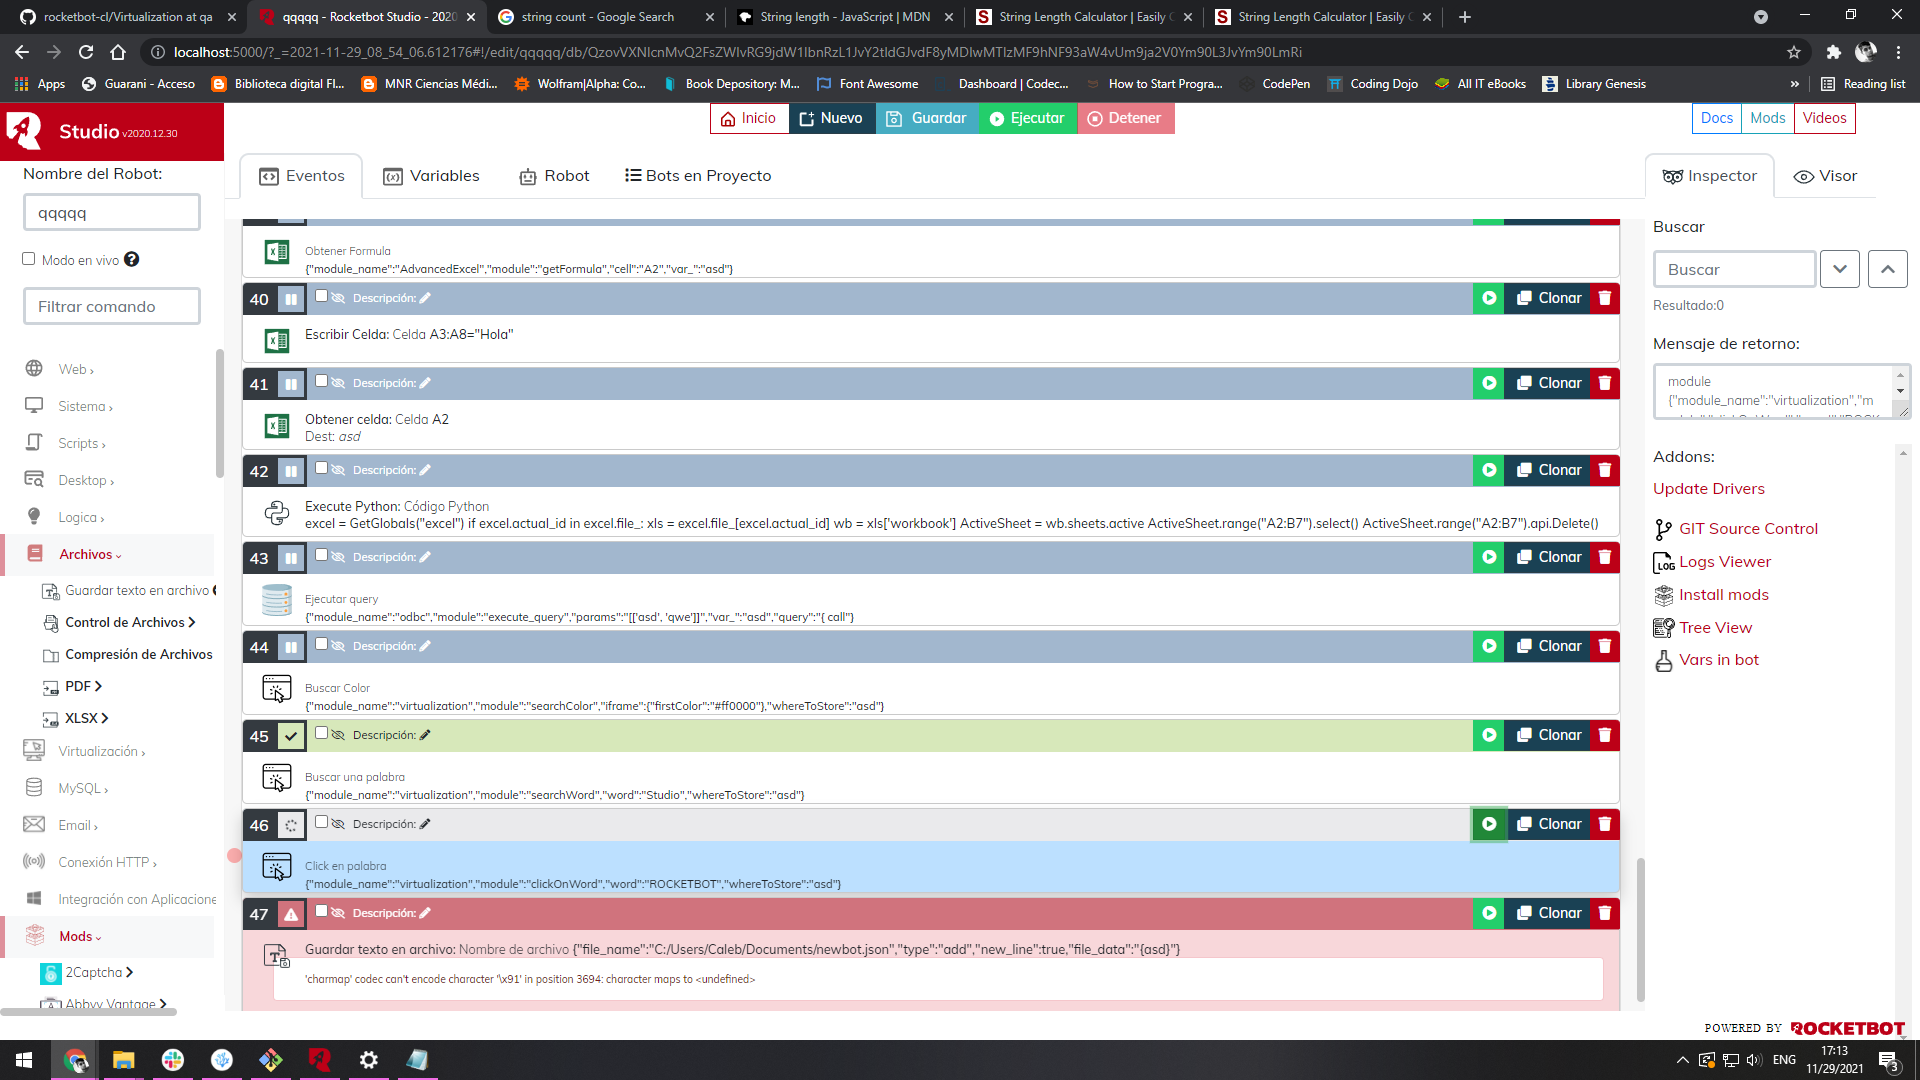 rocketbot-cl/Virtualization at qa
qqqqq - Rocketbot Studio - 2020
string count - Google Search
String length - JavaScript | MDN
String Length Calculator | Easily C
String Length Calculator | Easily C
localhost:5000/?_=2021-11-29_08_54_06.612176#!/edit/qqqqq/db/QzovVXNlcnMvQ2FsZWIvRG9jdW1lbnRzL1JvY2tldGJvdF8yMDIwMTIzMF9hNF93aW4vUm9ja2V0Ym90L3JvYm90LmRi
Apps
Guarani - Acceso
Biblioteca digital Fl...
MNR Ciencias Médi...
Wolfram|Alpha: Co...
Book Depository: M...
Font Awesome
Dashboard | Codec...
How to Start Progra...
CodePen
Coding Dojo
All IT eBooks
Library Genesis
»
Reading list
Studio v2020.12.30
Inicio
Nuevo
Guardar
Ejecutar
Detener
Docs
Mods
Videos
Nombre del Robot:
qqqqq
Modo en vivo
Filtrar comando
Web ›
Sistema ›
Scripts ›
Desktop ›
Logica ›
Archivos
Guardar texto en archivo
Control de Archivos
Compresión de Archivos
PDF
XLSX
Virtualización ›
MySQL ›
Email ›
Conexión HTTP ›
Integración con Aplicacione
Mods
2Captcha
Abbyy Vantage
Eventos
Variables
Robot
Bots en Proyecto
Obtener Formula
{"module_name":"AdvancedExcel","module":"getFormula","cell":"A2","var_":"asd"}
40 Descripción: Clonar
Escribir Celda: Celda A3:A8="Hola"
41 Descripción: Clonar
Obtener celda: Celda A2
Dest: asd
42 Descripción: Clonar
Execute Python: Código Python
excel = GetGlobals("excel") if excel.actual_id in excel.file_: xls = excel.file_[excel.actual_id] wb = xls['workbook'] ActiveSheet = wb.sheets.active ActiveSheet.range("A2:B7").select() ActiveSheet.range("A2:B7").api.Delete()
43 Descripción: Clonar
Ejecutar query
{"module_name":"odbc","module":"execute_query","params":"[['asd', 'qwe']]","var_":"asd","query":"{ call"}
44 Descripción: Clonar
Buscar Color
{"module_name":"virtualization","module":"searchColor","iframe":{"firstColor":"#ff0000"},"whereToStore":"asd"}
45 Descripción: Clonar
Buscar una palabra
{"module_name":"virtualization","module":"searchWord","word":"Studio","whereToStore":"asd"}
46 Descripción: Clonar
Click en palabra
{"module_name":"virtualization","module":"clickOnWord","word":"ROCKETBOT","whereToStore":"asd"}
47 Descripción: Clonar
Guardar texto en archivo: Nombre de archivo {"file_name":"C:/Users/Caleb/Documents/newbot.json","type":"add","new_line":true,"file_data":"{asd}"}
'charmap' codec can't encode character '\x91' in position 3694: character maps to <undefined>
Inspector
Visor
Buscar
Buscar
Resultado:0
Mensaje de retorno:
module
{"module_name":"virtualization","m
Addons:
Update Drivers
GIT Source Control
LOG
Logs Viewer
Install mods
Tree View
Vars in bot
POWERED BY ROCKETBOT
ENG
17:13
11/29/2021
3